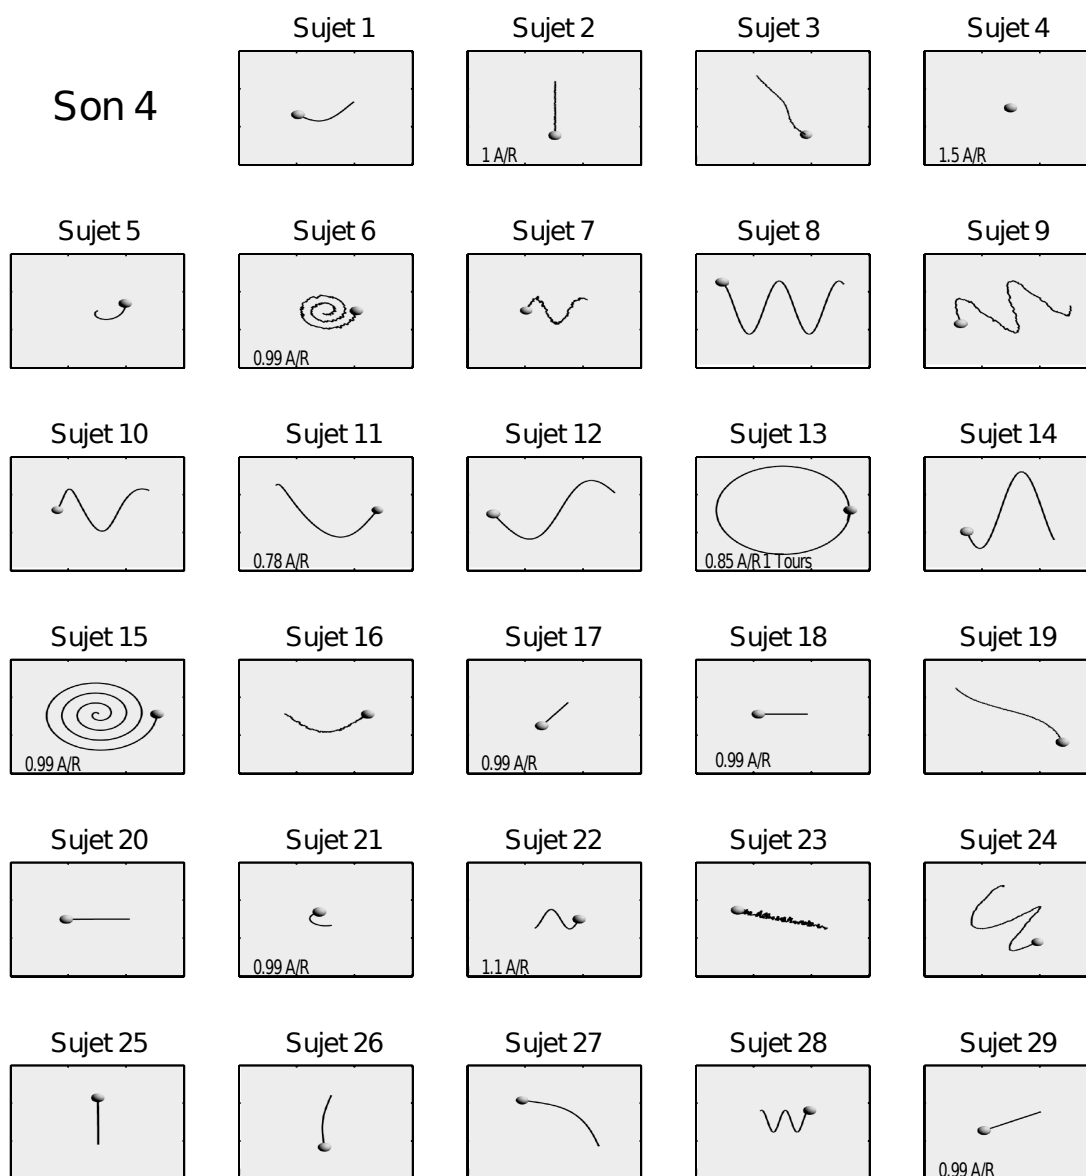 Sujet 1 Sujet 2 Sujet 3 Sujet 4
Son 4
1 A/R 1.5 A/R
Sujet 5 Sujet 6 Sujet 7 Sujet 8 Sujet 9
0.99 A/R
Sujet 10 Sujet 11 Sujet 12 Sujet 13 Sujet 14
0.78 A/R 0.85 A/R 1 Tours
Sujet 15 Sujet 16 Sujet 17 Sujet 18 Sujet 19
0.99 A/R 0.99 A/R 0.99 A/R
Sujet 20 Sujet 21 Sujet 22 Sujet 23 Sujet 24
0.99 A/R 1.1 A/R
Sujet 25 Sujet 26 Sujet 27 Sujet 28 Sujet 29
0.99 A/R